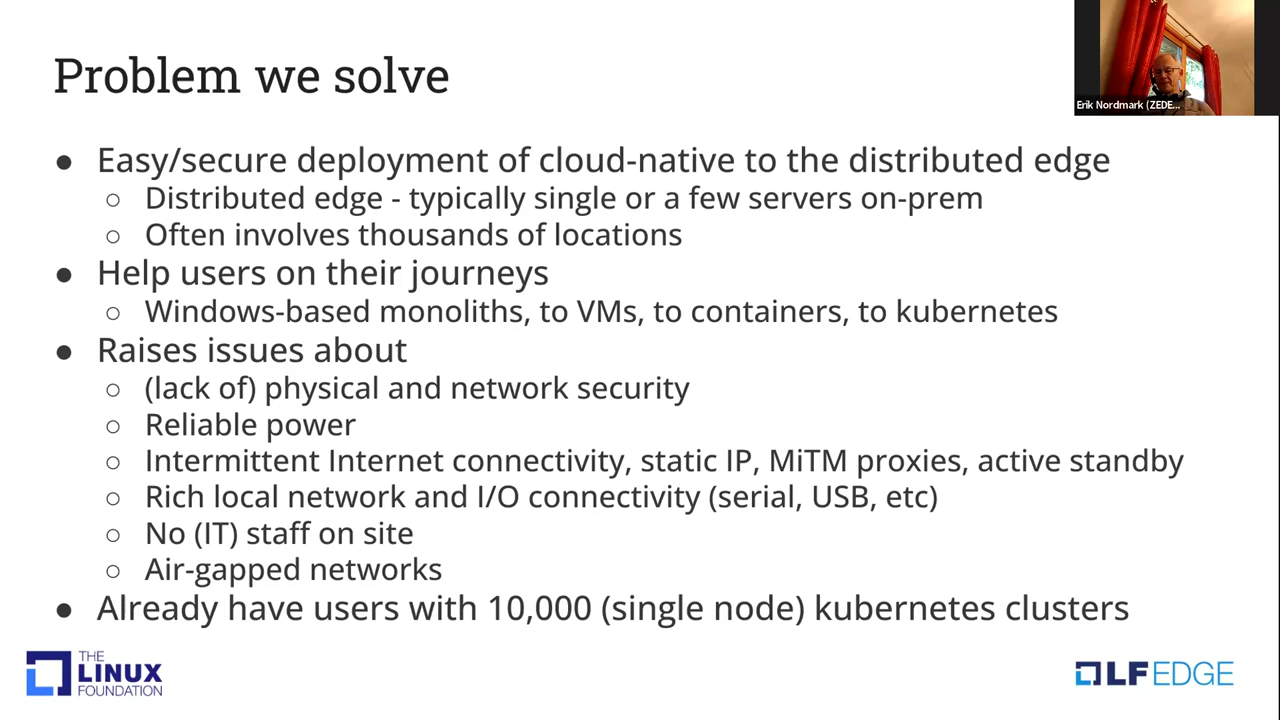 Problem we solve
Erik Nordmark (ZEDE...
● Easy/secure deployment of cloud-native to the distributed edge
○ Distributed edge - typically single or a few servers on-prem
○ Often involves thousands of locations
● Help users on their journeys
○ Windows-based monoliths, to VMs, to containers, to kubernetes
● Raises issues about
○ (lack of) physical and network security
○ Reliable power
○ Intermittent Internet connectivity, static IP, MiTM proxies, active standby
○ Rich local network and I/O connectivity (serial, USB, etc)
○ No (IT) staff on site
○ Air-gapped networks
● Already have users with 10,000 (single node) kubernetes clusters
THE
LINUX
FOUNDATION
LFEDGE